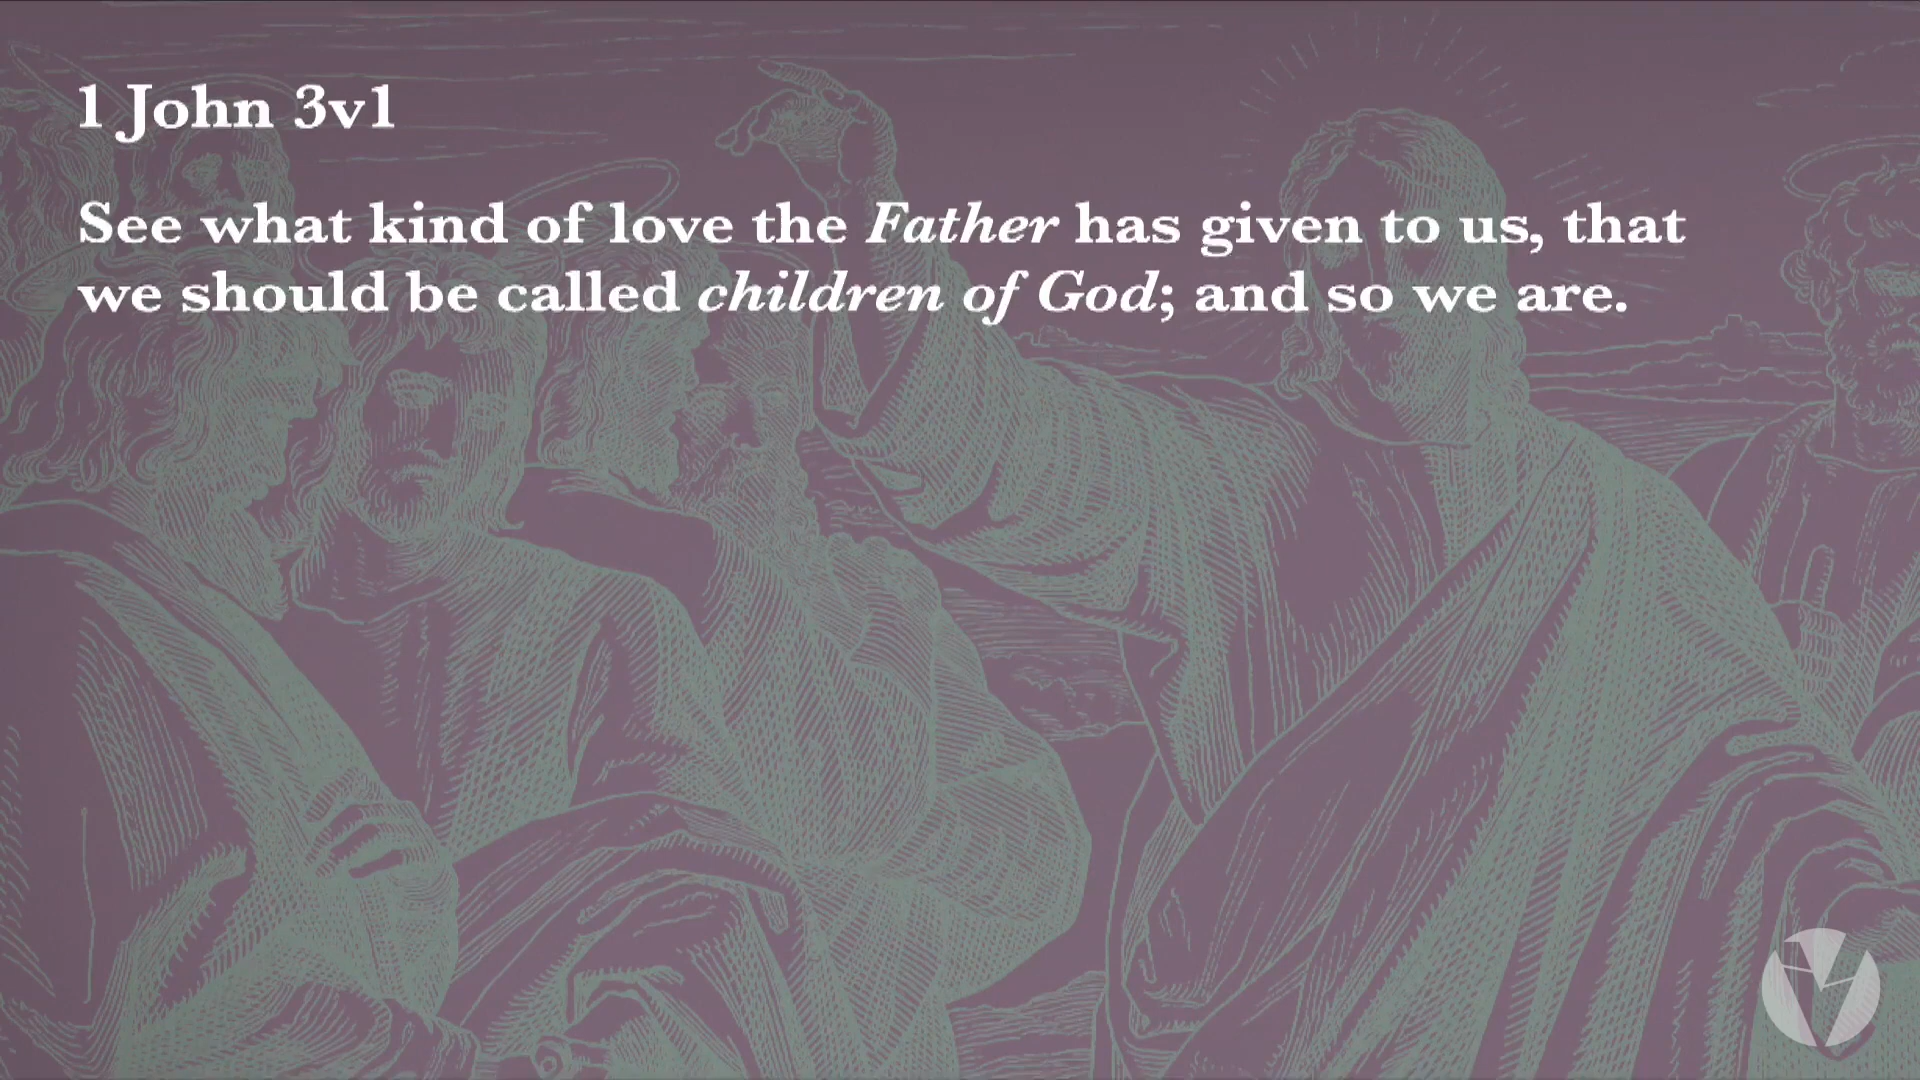 1 John 3v1
See what kind of love the Father has given to us, that
we should be called children of God; and so we are.